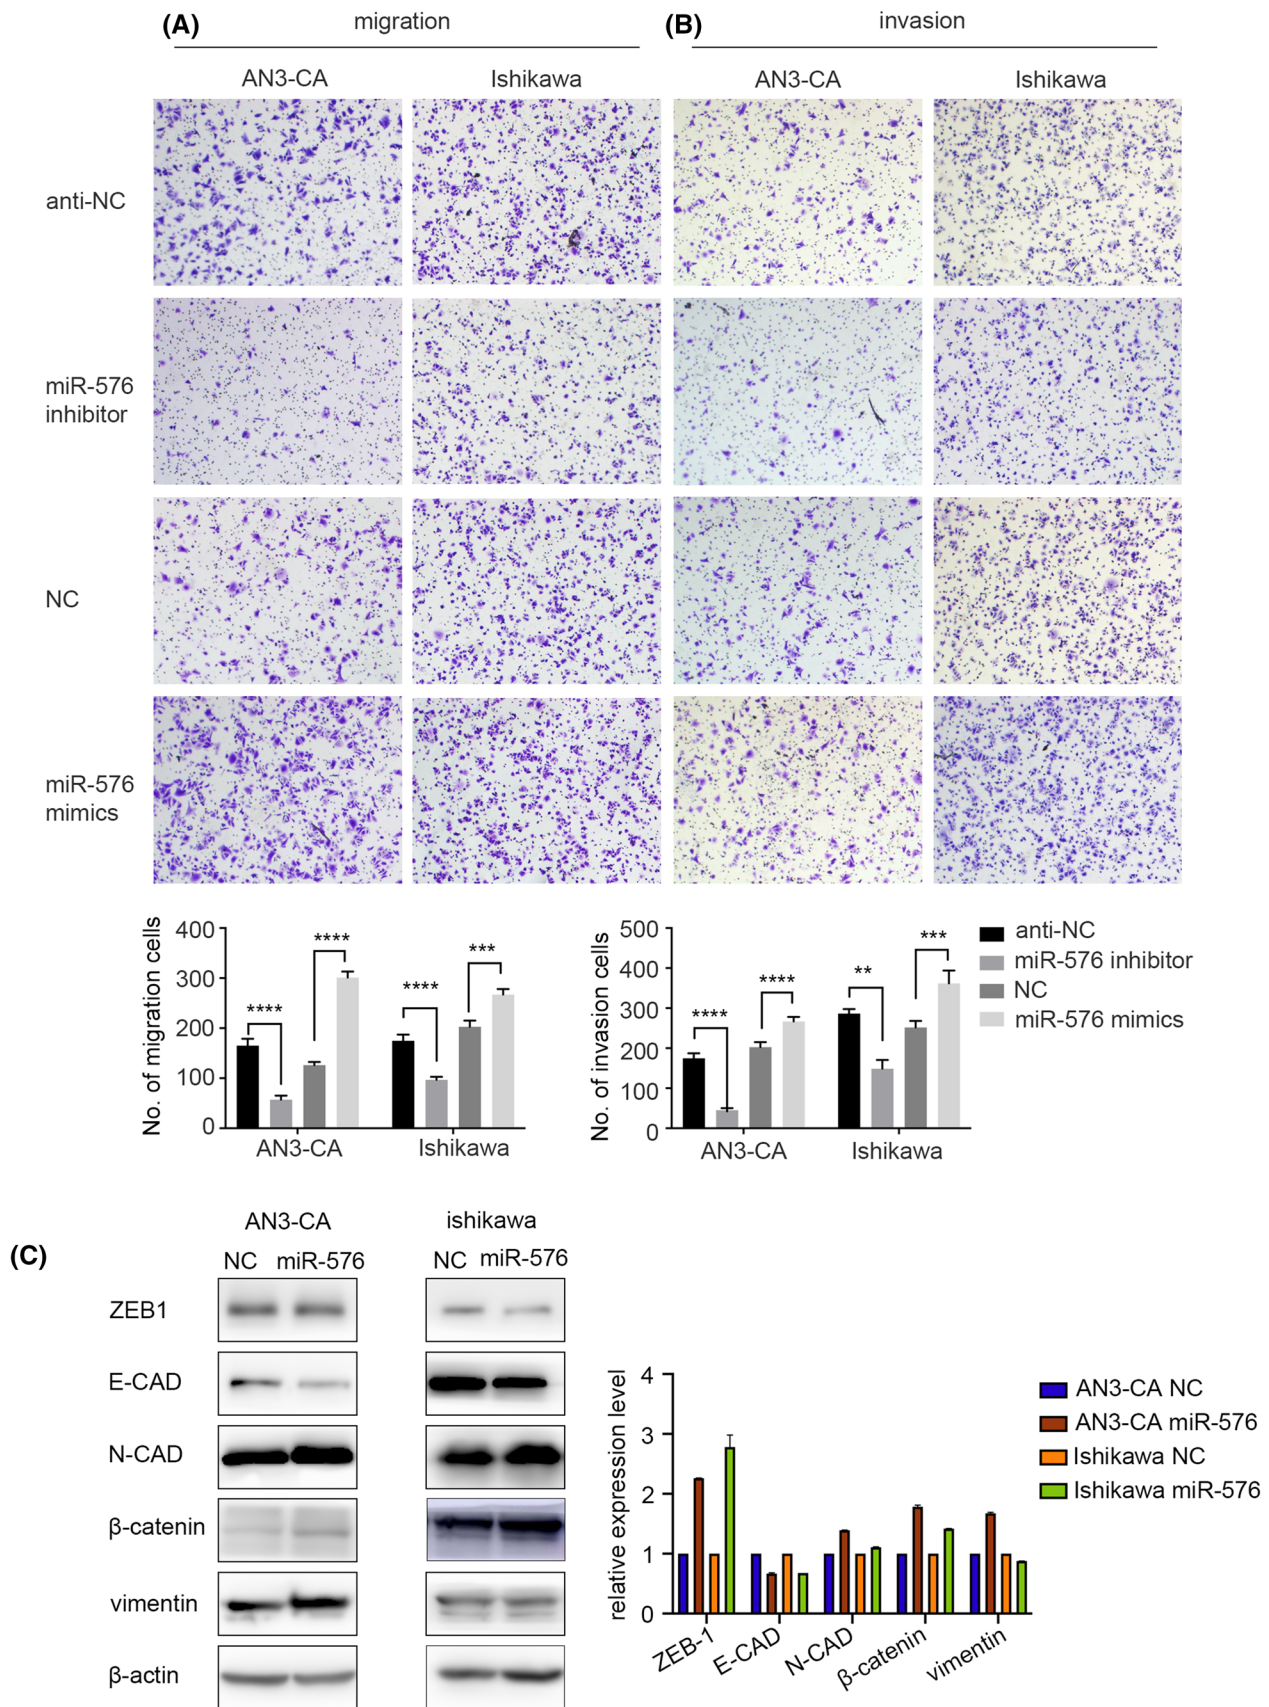 (A) migration
(B) invasion
AN3-CA Ishikawa AN3-CA Ishikawa
anti-NC
miR-576
inhibitor
NC
miR-576
mimics
No. of migration cells
400
300
200
100
0
**** **** **** ***
AN3-CA Ishikawa
No. of invasion cells
500
400
300
200
100
0
**** **** ** ***
AN3-CA Ishikawa
anti-NC
miR-576 inhibitor
NC
miR-576 mimics
(C)
AN3-CA ishikawa
NC miR-576 NC miR-576
ZEB1
E-CAD
N-CAD
β-catenin
vimentin
β-actin
relative expression level
4
3
2
1
0
ZEB-1 E-CAD N-CAD β-catenin vimentin
AN3-CA NC
AN3-CA miR-576
Ishikawa NC
Ishikawa miR-576